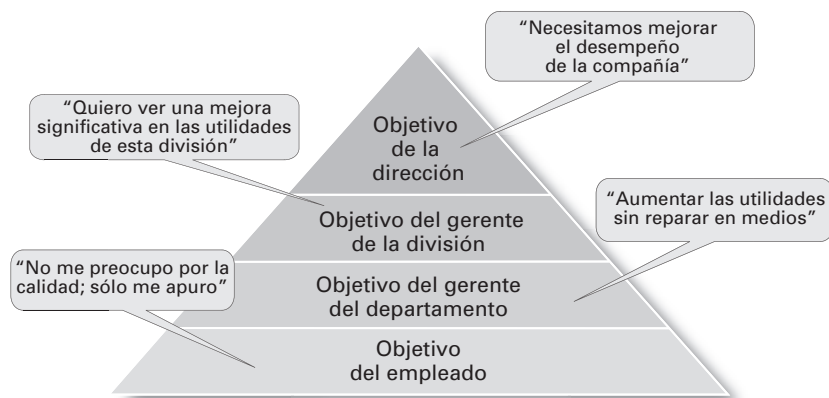 “Necesitamos mejorar
el desempeño
de la compañía”
“Quiero ver una mejora
significativa en las utilidades
de esta división”
Objetivo
de la
dirección
“Aumentar las utilidades
sin reparar en medios”
Objetivo del gerente
de la división
“No me preocupo por la
calidad; sólo me apuro”
Objetivo del gerente
del departamento
Objetivo
del empleado